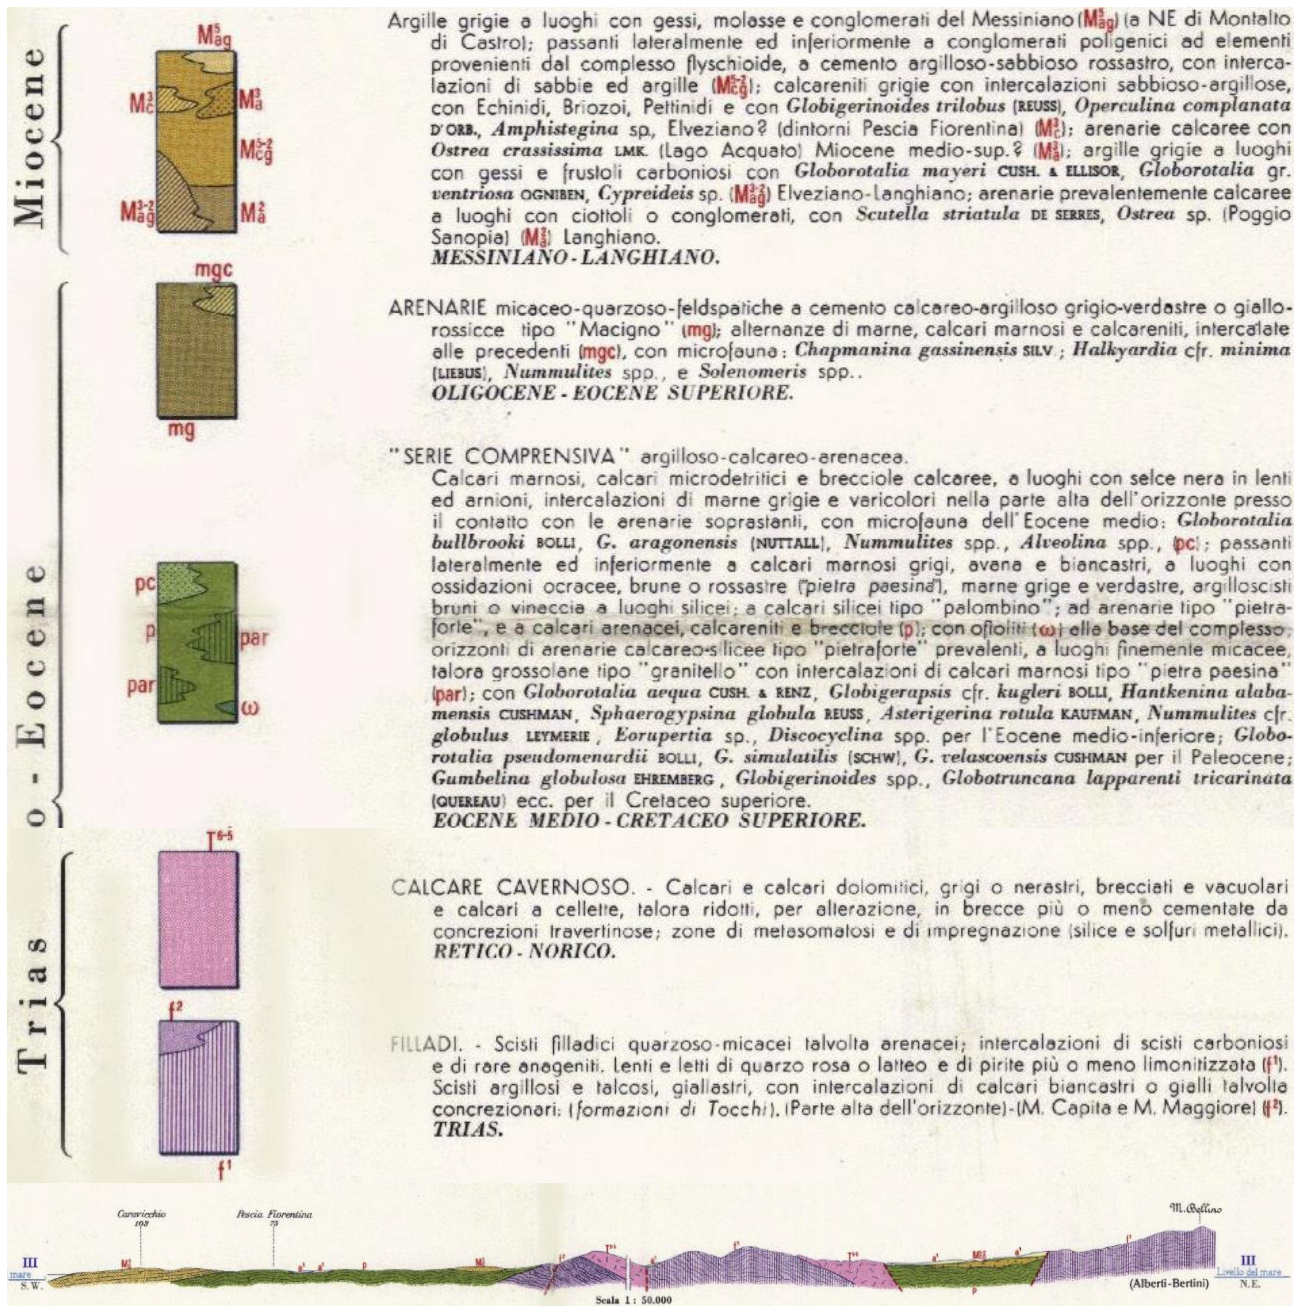 Miocene
M⁵ag
M³c
M³a
M⁵⁻²cg
M³⁻²ag
M²a
Argille grigie a luoghi con gessi, molasse e conglomerati del Messiniano (M⁵ag) (a NE di Montalto
di Castro); passanti lateralmente ed inferiormente a conglomerati poligenici ad elementi
provenienti dal complesso flyschioide, a cemento argilloso-sabbioso rossastro, con interca-
lazioni di sabbie ed argille (M⁵⁻²cg); calcareniti grigie con intercalazioni sabbioso-argillose,
con Echinidi, Briozoi, Pettinidi e con Globigerinoides trilobus (REUSS), Operculina complanata
D'ORB., Amphistegina sp., Elveziano? (dintorni Pescia Fiorentina) (M³c); arenarie calcaree con
Ostrea crassissima LMK. (Lago Acquato) Miocene medio-sup.? (M³a); argille grigie a luoghi
con gessi e frustoli carboniosi con Globorotalia mayeri CUSH. & ELLISOR, Globorotalia gr.
ventriosa OGNIBEN, Cypreideis sp. (M³⁻²ag) Elveziano-Langhiano; arenarie prevalentemente calcaree
a luoghi con ciottoli o conglomerati, con Scutella striatula DE SERRES, Ostrea sp. (Poggio
Sanopia) (M²a) Langhiano.
MESSINIANO - LANGHIANO.
o - Eocene
mgc
mg
ARENARIE micaceo-quarzoso-feldspatiche a cemento calcareo-argilloso grigio-verdastre o giallo-
rossicce tipo "Macigno" (mg); alternanze di marne, calcari marnosi e calcareniti, intercalate
alle precedenti (mgc), con microfauna: Chapmanina gassinensis SILV.; Halkyardia cfr. minima
(LIEBUS), Nummulites spp., e Solenomeris spp..
OLIGOCENE - EOCENE SUPERIORE.
pc
p
par
par
ω
"SERIE COMPRENSIVA" argilloso-calcareo-arenacea.
Calcari marnosi, calcari microdetritici e brecciole calcaree, a luoghi con selce nera in lenti
ed arnioni, intercalazioni di marne grigie e varicolori nella parte alta dell'orizzonte presso
il contatto con le arenarie soprastanti, con microfauna dell'Eocene medio: Globorotalia
bullbrooki BOLLI, G. aragonensis (NUTTALL), Nummulites spp., Alveolina spp., (pc); passanti
lateralmente ed inferiormente a calcari marnosi grigi, avana e biancastri, a luoghi con
ossidazioni ocracee, brune o rossastre ("pietra paesina"), marne grige e verdastre, argilloscisti
bruni o vinaccia a luoghi silicei; a calcari silicei tipo "palombino"; ad arenarie tipo "pietra-
forte", e a calcari arenacei, calcareniti e brecciole (p); con ofioliti (ω) alla base del complesso;
orizzonti di arenarie calcareo-silicee tipo "pietraforte" prevalenti, a luoghi finemente micacee,
talora grossolane tipo "granitello" con intercalazioni di calcari marnosi tipo "pietra paesina"
(par); con Globorotalia aequa CUSH. & RENZ, Globigerapsis cfr. kugleri BOLLI, Hantkenina alaba-
mensis CUSHMAN, Sphaerogypsina globula REUSS, Asterigerina rotula KAUFMAN, Nummulites cfr.
globulus LEYMERIE, Eorupertia sp., Discocyclina spp. per l'Eocene medio-inferiore; Globo-
rotalia pseudomenardii BOLLI, G. simulatilis (SCHW), G. velascoensis CUSHMAN per il Paleocene;
Gumbelina globulosa EHREMBERG, Globigerinoides spp., Globotruncana lapparenti tricarinata
(QUEREAU) ecc. per il Cretaceo superiore.
EOCENE MEDIO - CRETACEO SUPERIORE.
Trias
T⁶⁻⁵
CALCARE CAVERNOSO. - Calcari e calcari dolomitici, grigi o nerastri, brecciati e vacuolari
e calcari a cellette, talora ridotti, per alterazione, in brecce più o meno cementate da
concrezioni travertinose; zone di metasomatosi e di impregnazione (silice e solfuri metallici).
RETICO - NORICO.
f²
f¹
FILLADI. - Scisti filladici quarzoso-micacei talvolta arenacei; intercalazioni di scisti carboniosi
e di rare anageniti. Lenti e letti di quarzo rosa o latteo e di pirite più o meno limonitizzata (f¹).
Scisti argillosi e talcosi, giallastri, con intercalazioni di calcari biancastri o gialli talvolta
concrezionari: (formazioni di Tocchi). (Parte alta dell'orizzonte)-(M. Capita e M. Maggiore) (f²).
TRIAS.
Caravicchio
103
Pescia Fiorentina
73
M. Bellino
III
mare
S.W.
p
p
III
Livello del mare
N.E.
(Alberti-Bertini)
Scala 1 : 50.000